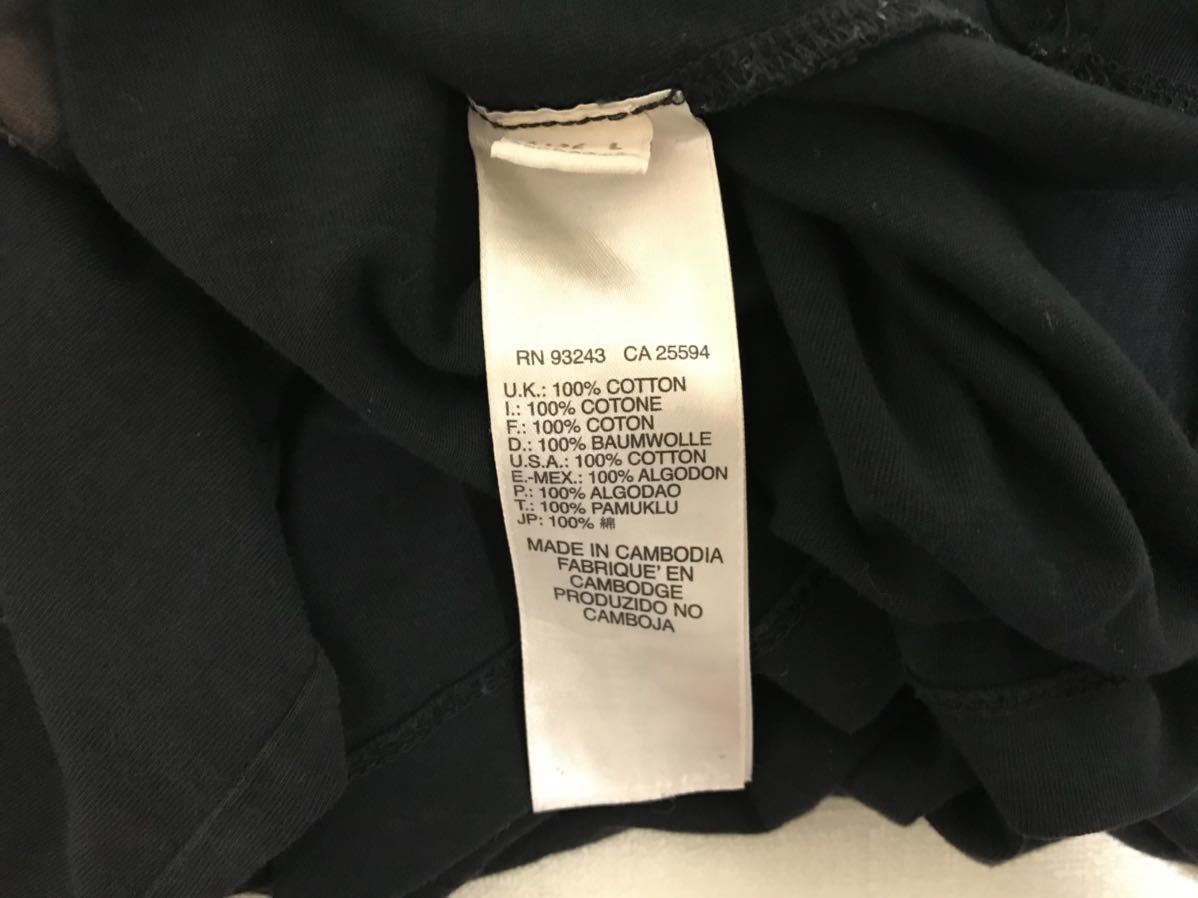 RN 93243 CA 25594
U.K.: 100% COTTON
I.: 100% COTONE
F.: 100% COTON
D.: 100% BAUMWOLLE
U.S.A.: 100% COTTON
E.-MEX.: 100% ALGODON
P.: 100% ALGODAO
T.: 100% PAMUKLU
JP: 100% 綿
MADE IN CAMBODIA
FABRIQUE' EN
CAMBODGE
PRODUZIDO NO
CAMBOJA